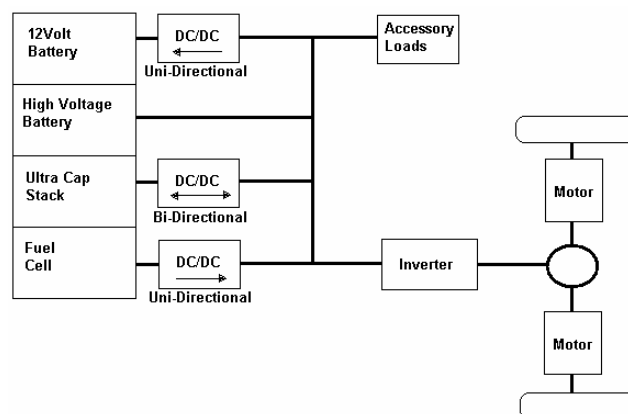 12Volt
Battery
DC/DC
Uni-Directional
Accessory
Loads
High Voltage
Battery
Ultra Cap
Stack
DC/DC
Bi-Directional
Motor
Fuel
Cell
DC/DC
Uni-Directional
Inverter
Motor